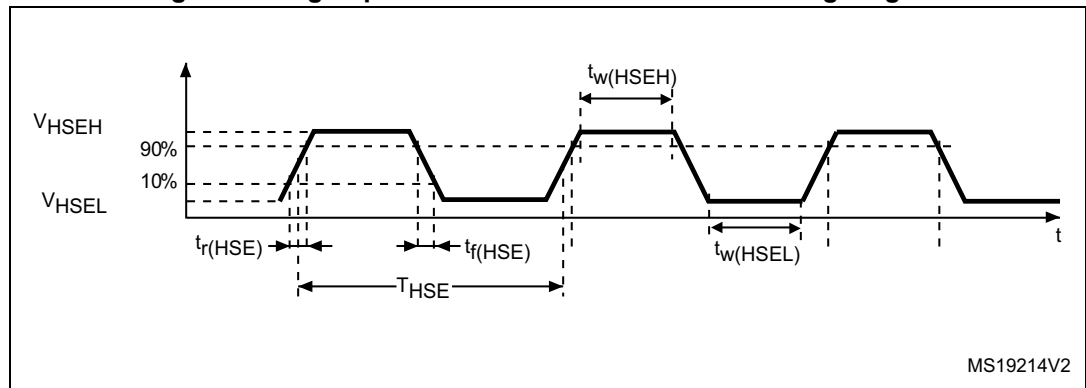 tw(HSEH)
VHSEH
90%
10%
VHSEL
tr(HSE)
tf(HSE)
tw(HSEL)
t
THSE
MS19214V2